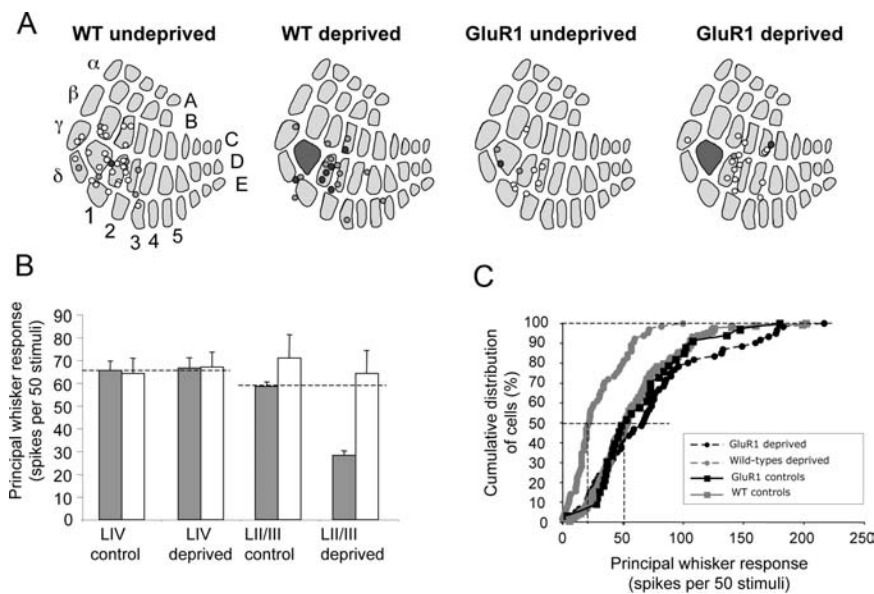 A
WT undeprived
WT deprived
GluR1 undeprived
GluR1 deprived
α
β
γ
δ
A
B
C
D
E
1
2
3
4
5
B
Principal whisker response
(spikes per 50 stimuli)
90
80
70
60
50
40
30
20
10
0
LIV
control
LIV
deprived
LII/III
control
LII/III
deprived
C
Cumulative distribution
of cells (%)
100
90
80
70
60
50
40
30
20
10
0
GluR1 deprived
Wild-types deprived
GluR1 controls
WT controls
0
50
100
150
200
250
Principal whisker response
(spikes per 50 stimuli)